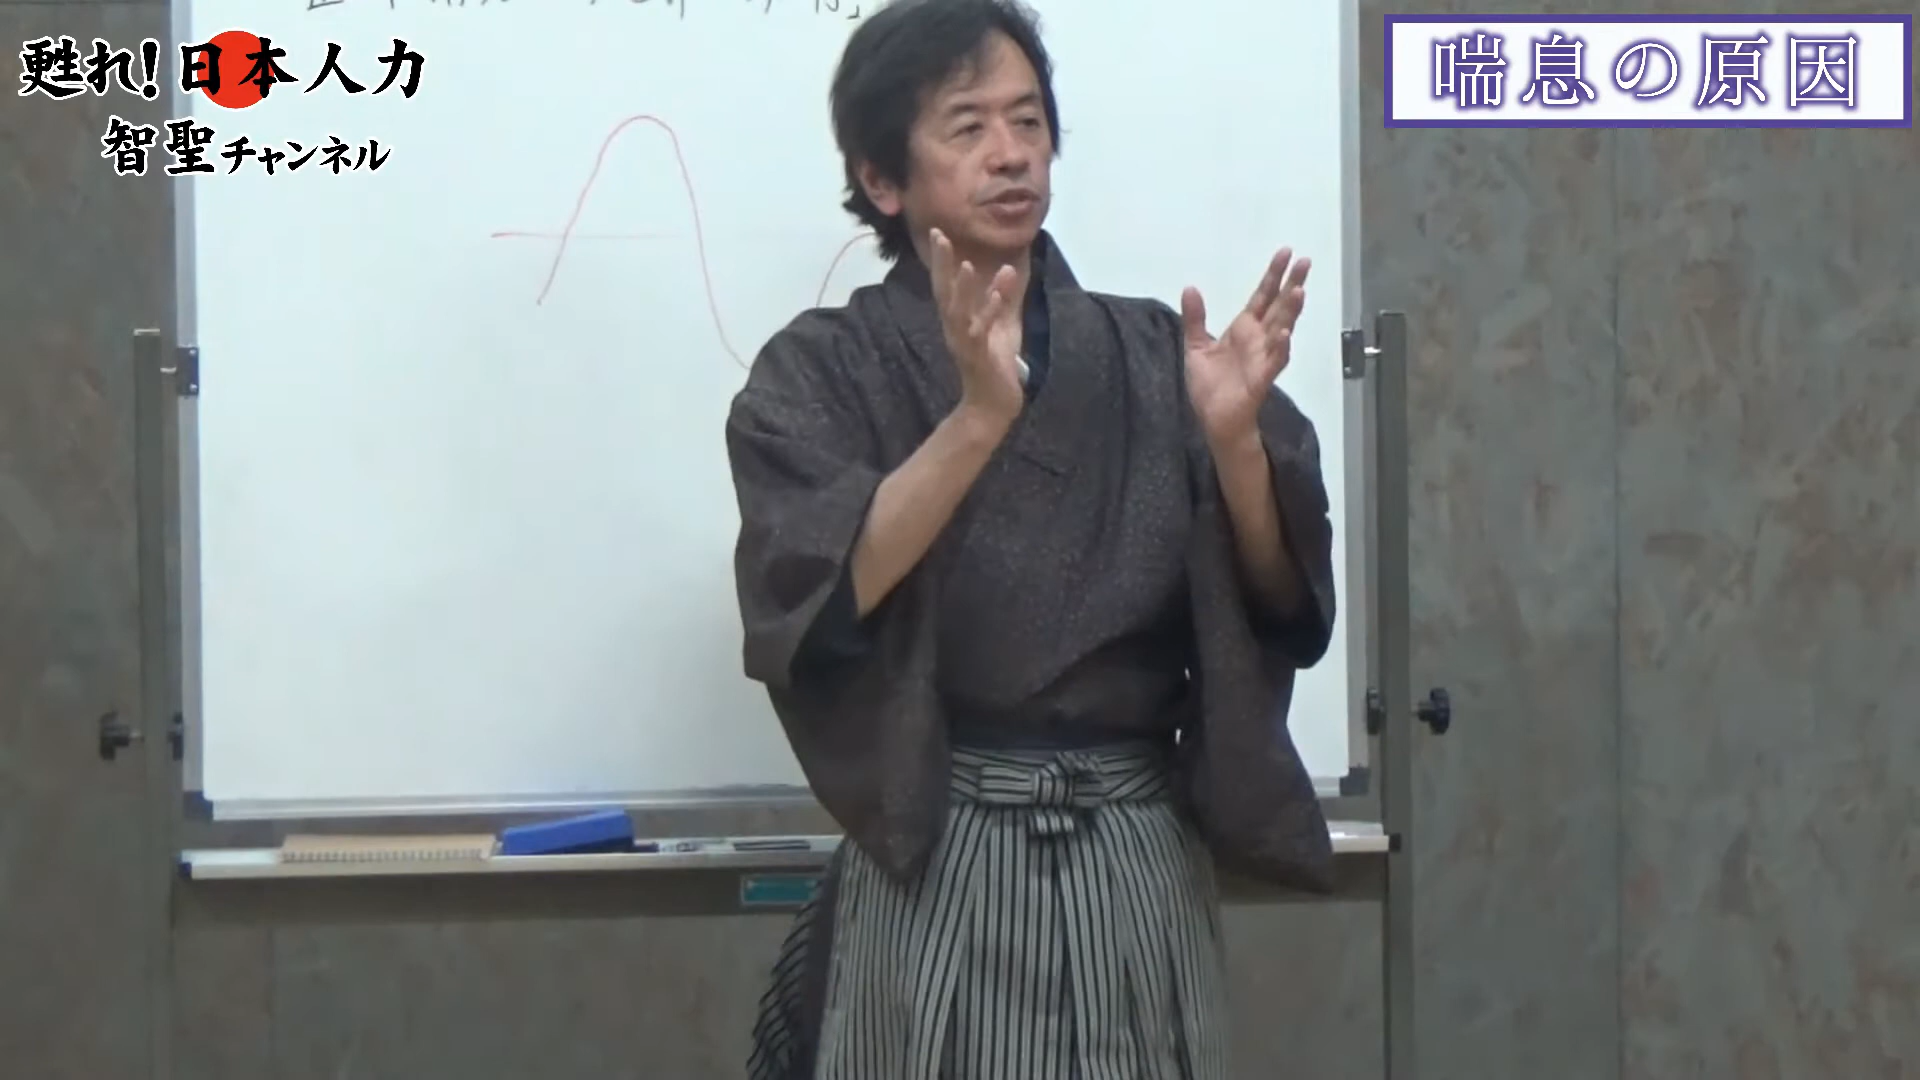 甦れ!日本人力
智聖チャンネル
喘息の原因